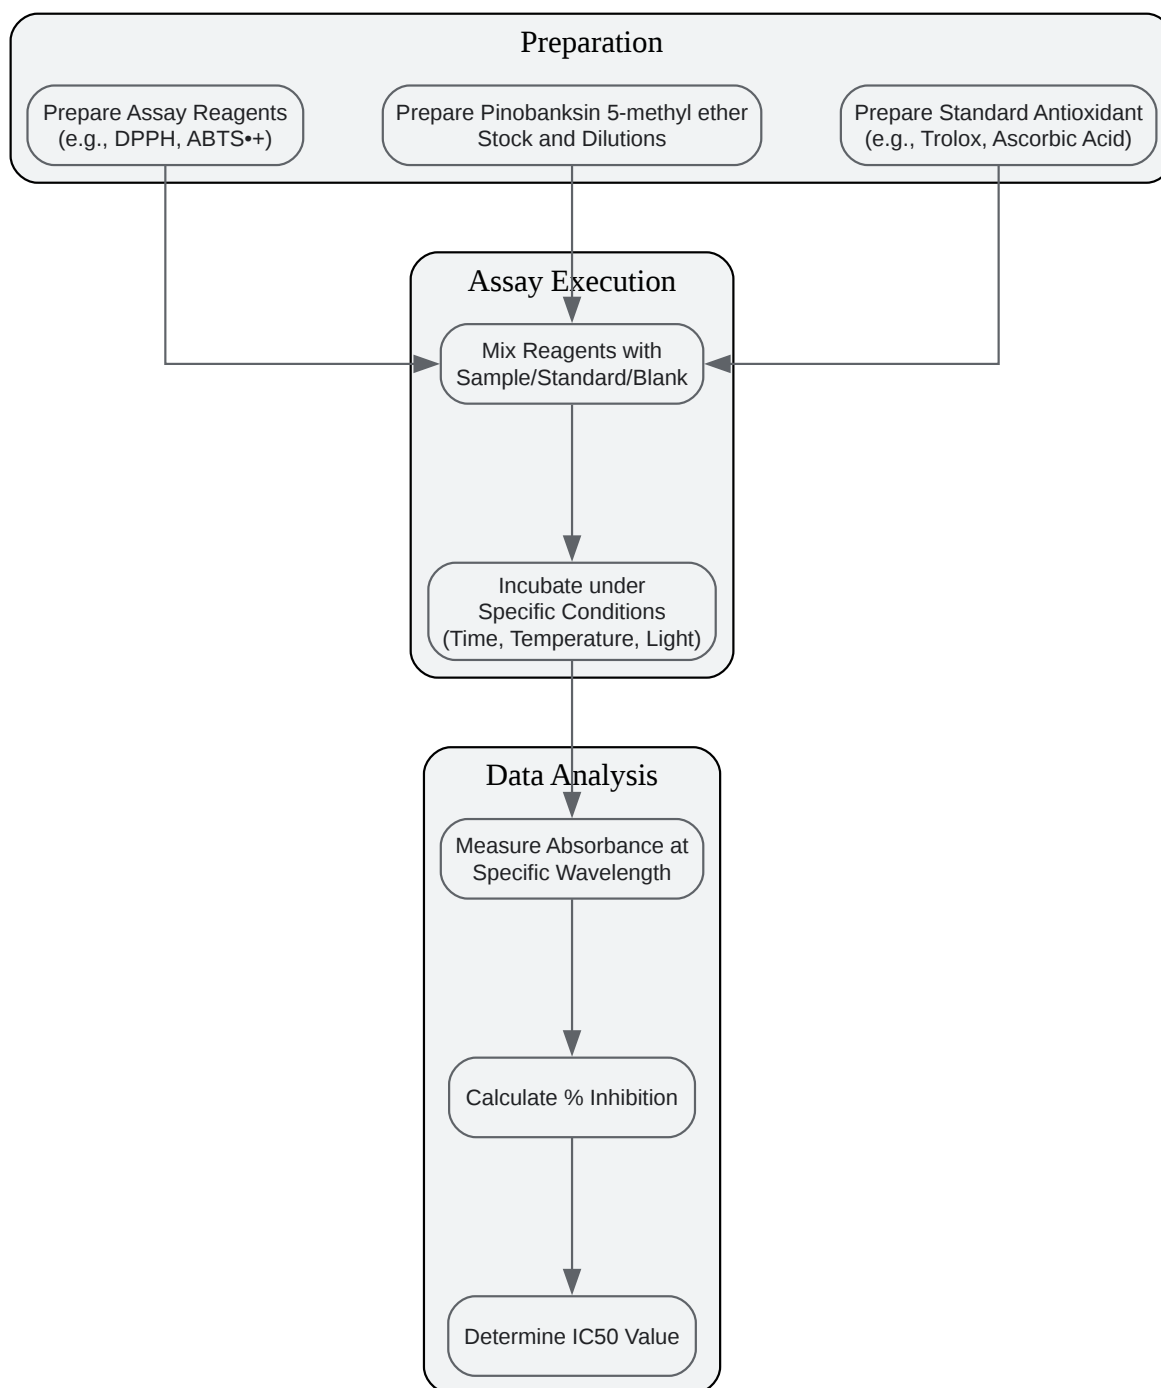 Preparation
Prepare Assay Reagents
(e.g., DPPH, ABTS•+)
Prepare Pinobanksin 5-methyl ether
Stock and Dilutions
Prepare Standard Antioxidant
(e.g., Trolox, Ascorbic Acid)
Assay Execution
Mix Reagents with
Sample/Standard/Blank
Incubate under
Specific Conditions
(Time, Temperature, Light)
Data Analysis
Measure Absorbance at
Specific Wavelength
Calculate % Inhibition
Determine IC50 Value